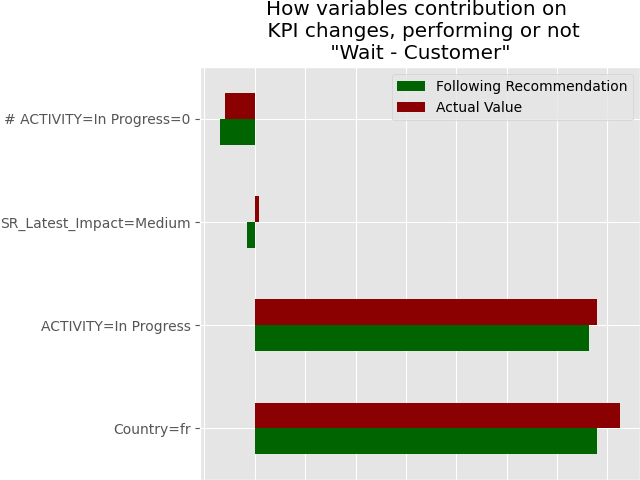 How variables contribution on
KPI changes, performing or not
"Wait - Customer"
Following Recommendation
Actual Value
# ACTIVITY=In Progress=0
SR_Latest_Impact=Medium
ACTIVITY=In Progress
Country=fr